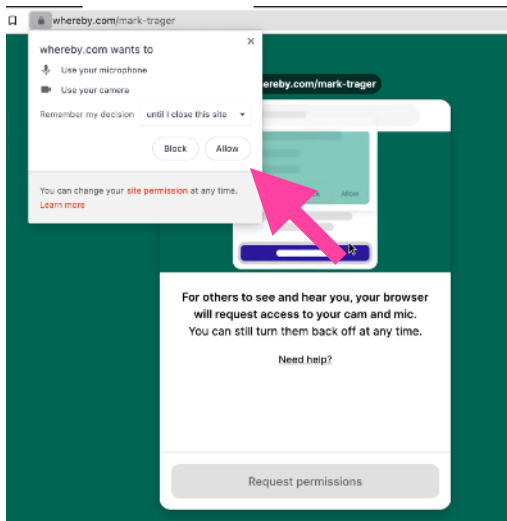 whereby.com/mark-trager
whereby.com wants to
Use your microphone
Use your camera
Remember my decision until I close this site
Block Allow
You can change your site permission at any time.
Learn more
ereby.com/mark-trager
ALLOW
For others to see and hear you, your browser
will request access to your cam and mic.
You can still turn them back off at any time.
Need help?
Request permissions